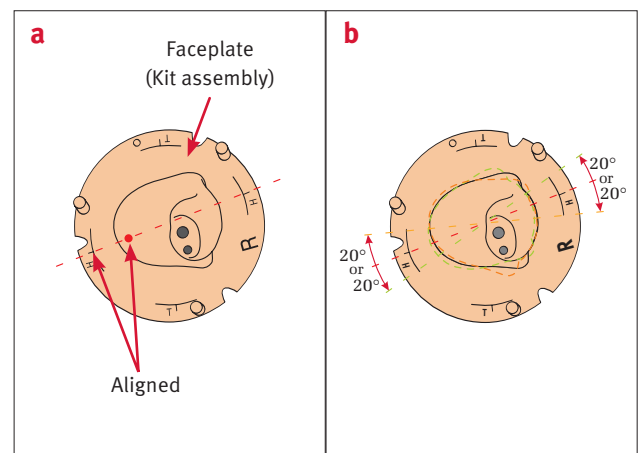 a
Faceplate
(Kit assembly)
T
H
H
R
T
Aligned
b
T
20°
or
20°
H
H
R
20°
or
20°
T